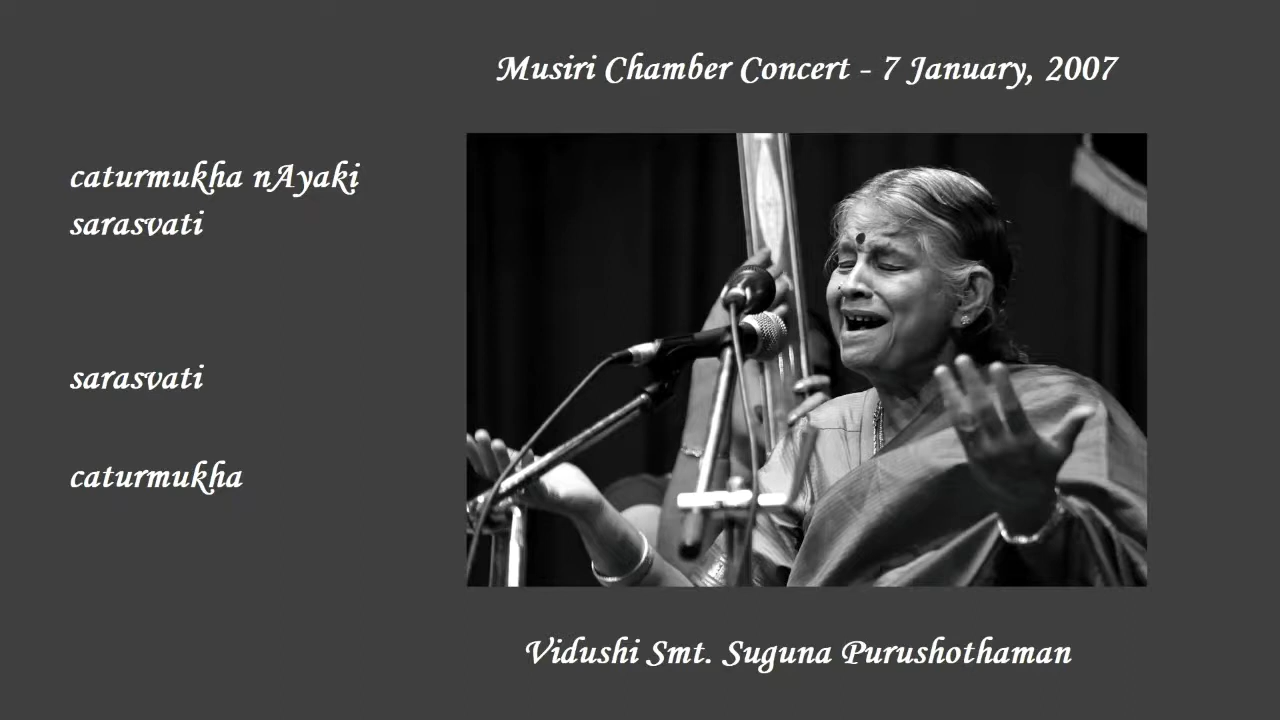 Musiri Chamber Concert - 7 January, 2007
caturmukha nAyaki
sarasvati
sarasvati
caturmukha
Vidushi Smt. Suguna Purushothaman